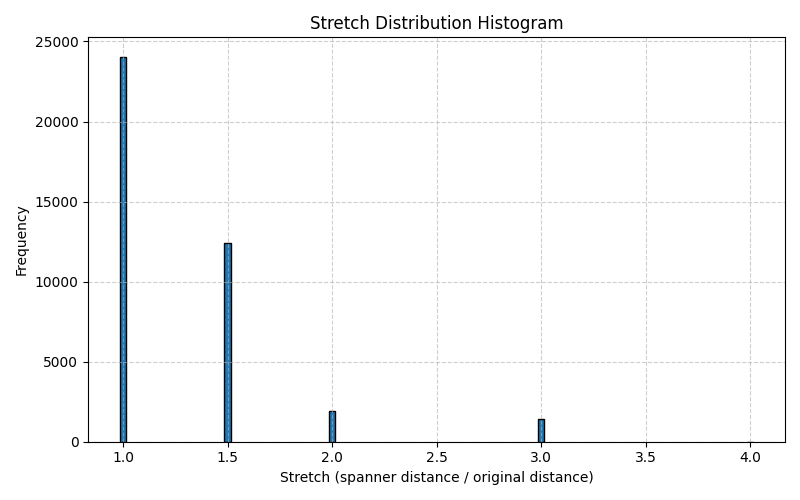 Stretch Distribution Histogram
25000
20000
15000
10000
5000
0
Frequency
1.0 1.5 2.0 2.5 3.0 3.5 4.0
Stretch (spanner distance / original distance)